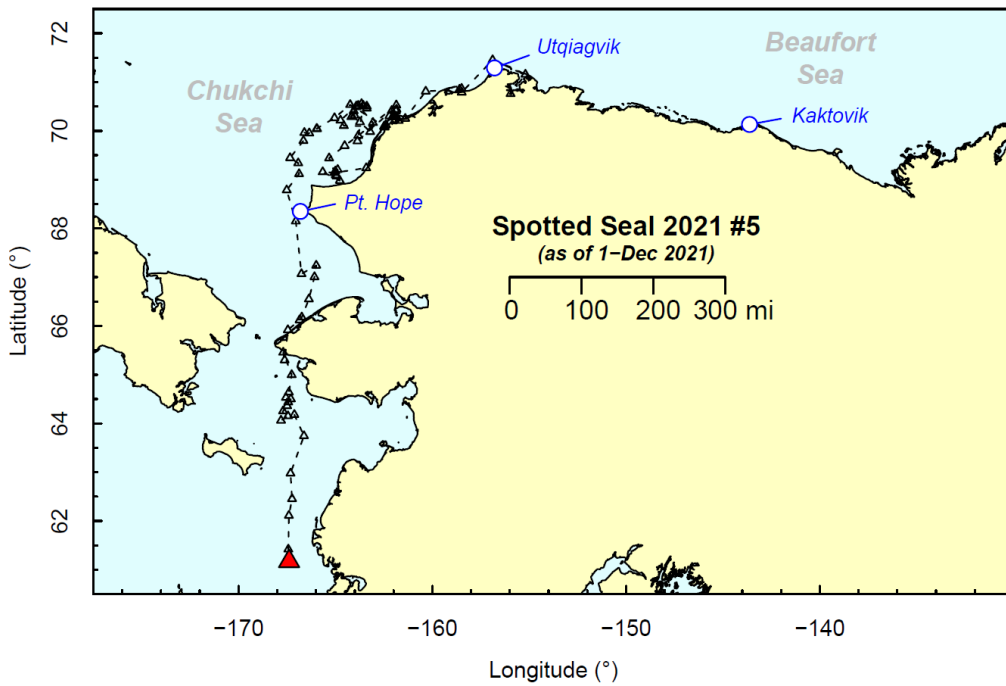 72
70
68
66
64
62
Latitude (°)
Utqiagvik
Beaufort
Sea
Chukchi
Sea
Kaktovik
Pt. Hope
Spotted Seal 2021 #5
(as of 1−Dec 2021)
0 100 200 300 mi
−170 −160 −150 −140
Longitude (°)